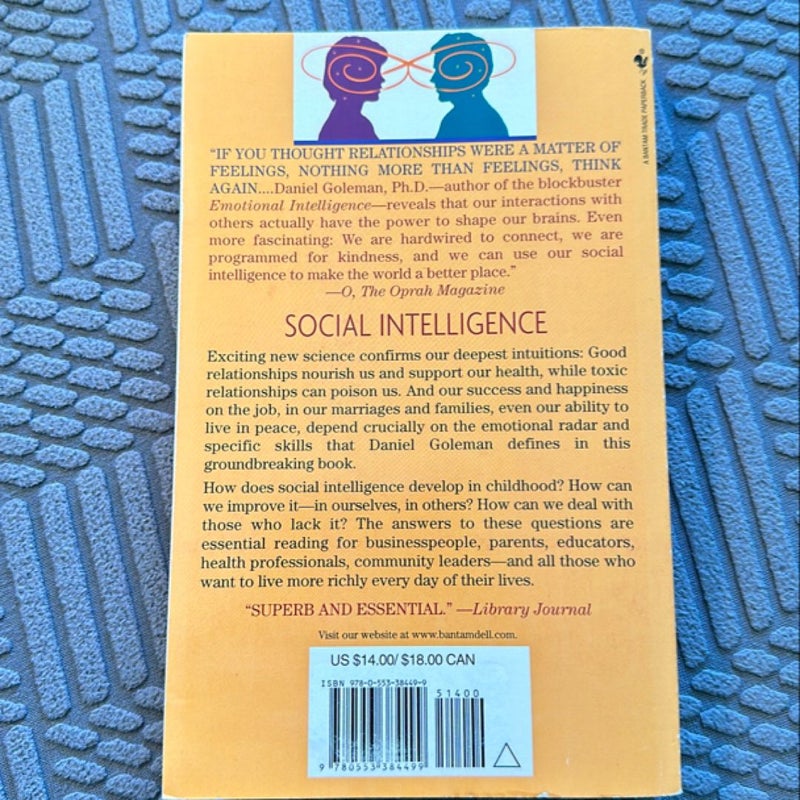 A BANTAM TRADE PAPERBACK
"IF YOU THOUGHT RELATIONSHIPS WERE A MATTER OF
FEELINGS, NOTHING MORE THAN FEELINGS, THINK
AGAIN....Daniel Goleman, Ph.D.—author of the blockbuster
Emotional Intelligence—reveals that our interactions with
others actually have the power to shape our brains. Even
more fascinating: We are hardwired to connect, we are
programmed for kindness, and we can use our social
intelligence to make the world a better place."
—O, The Oprah Magazine
SOCIAL INTELLIGENCE
Exciting new science confirms our deepest intuitions: Good
relationships nourish us and support our health, while toxic
relationships can poison us. And our success and happiness
on the job, in our marriages and families, even our ability to
live in peace, depend crucially on the emotional radar and
specific skills that Daniel Goleman defines in this
groundbreaking book.
How does social intelligence develop in childhood? How can
we improve it—in ourselves, in others? How can we deal with
those who lack it? The answers to these questions are
essential reading for businesspeople, parents, educators,
health professionals, community leaders—and all those who
want to live more richly every day of their lives.
"SUPERB AND ESSENTIAL." —Library Journal
Visit our website at www.bantamdell.com.
US $14.00/ $18.00 CAN
ISBN 978-0-553-38449-9
51400
9 780553 384499